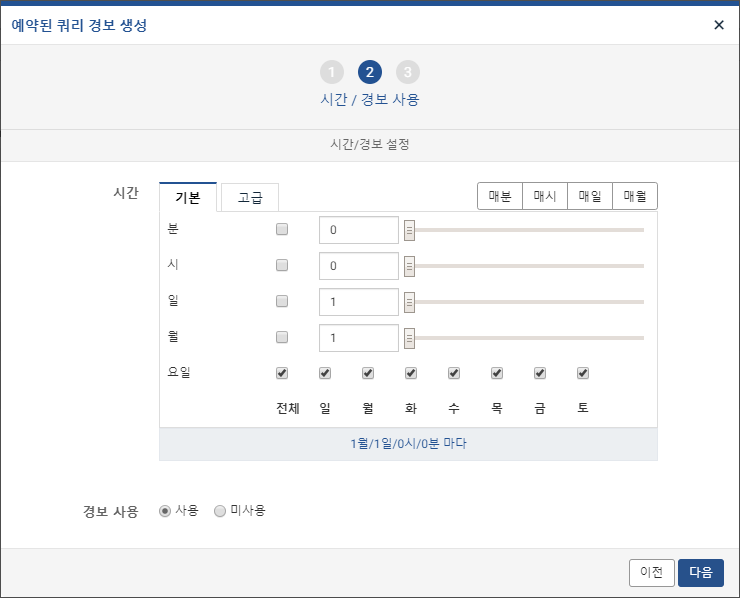 예약된 쿼리 경보 생성 ×
1 2 3
시간 / 경보 사용
시간/경보 설정
시간 기본 고급 매분 매시 매일 매월
분 0
시 0
일 1
월 1
요일
전체 일 월 화 수 목 금 토
1월/1일/0시/0분 마다
경보 사용 사용 미사용
이전 다음